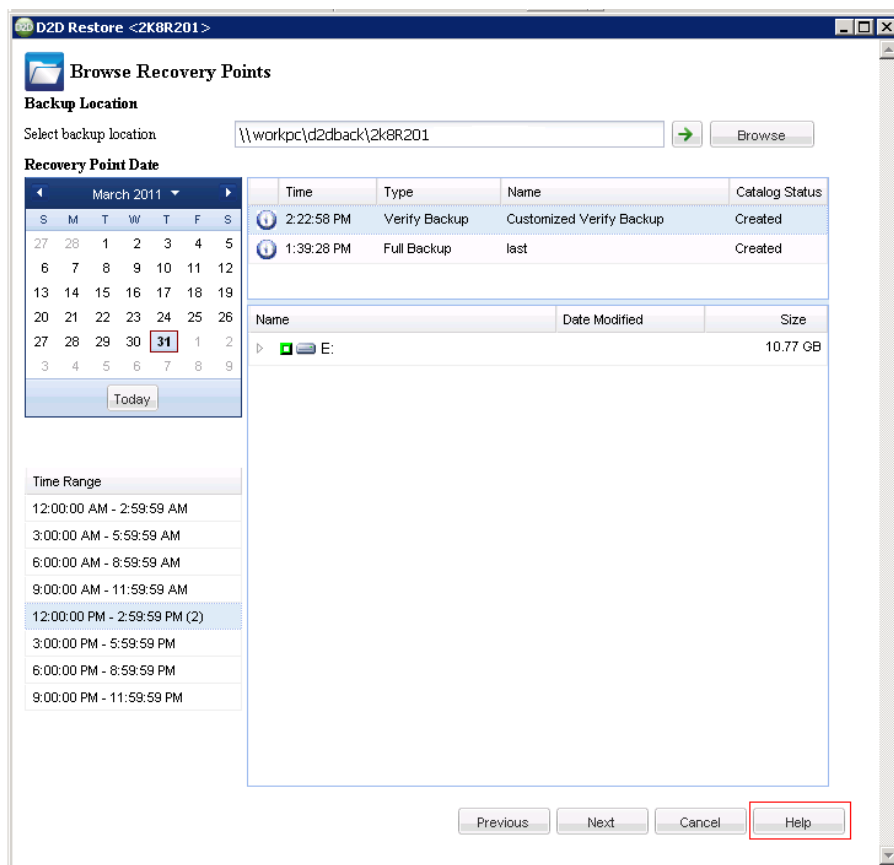 D2D Restore <2K8R201>
Browse Recovery Points
Backup Location
Select backup location \\workpc\d2dback\2k8R201 Browse
Recovery Point Date
March 2011
S M T W T F S
27 28 1 2 3 4 5
6 7 8 9 10 11 12
13 14 15 16 17 18 19
20 21 22 23 24 25 26
27 28 29 30 31 1 2
3 4 5 6 7 8 9
Today
Time Type Name Catalog Status
2:22:58 PM Verify Backup Customized Verify Backup Created
1:39:28 PM Full Backup last Created
Name Date Modified Size
E: 10.77 GB
Time Range
12:00:00 AM - 2:59:59 AM
3:00:00 AM - 5:59:59 AM
6:00:00 AM - 8:59:59 AM
9:00:00 AM - 11:59:59 AM
12:00:00 PM - 2:59:59 PM (2)
3:00:00 PM - 5:59:59 PM
6:00:00 PM - 8:59:59 PM
9:00:00 PM - 11:59:59 PM
Previous Next Cancel Help